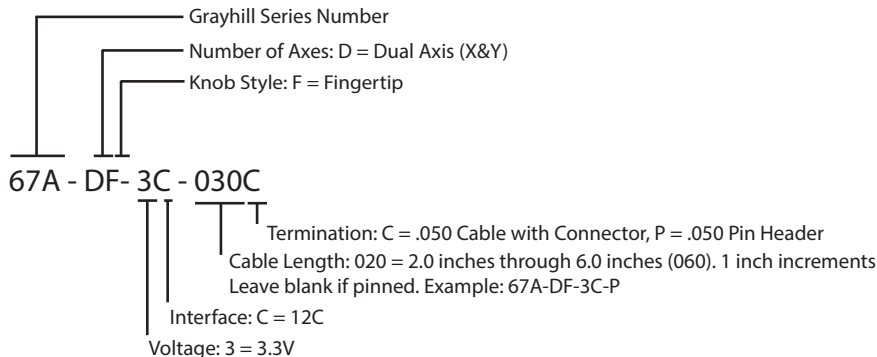 Grayhill Series Number
Number of Axes: D = Dual Axis (X&Y)
Knob Style: F = Fingertip
67A - DF- 3C - 030C
Termination: C = .050 Cable with Connector, P = .050 Pin Header
Cable Length: 020 = 2.0 inches through 6.0 inches (060). 1 inch increments
Leave blank if pinned. Example: 67A-DF-3C-P
Interface: C = 12C
Voltage: 3 = 3.3V